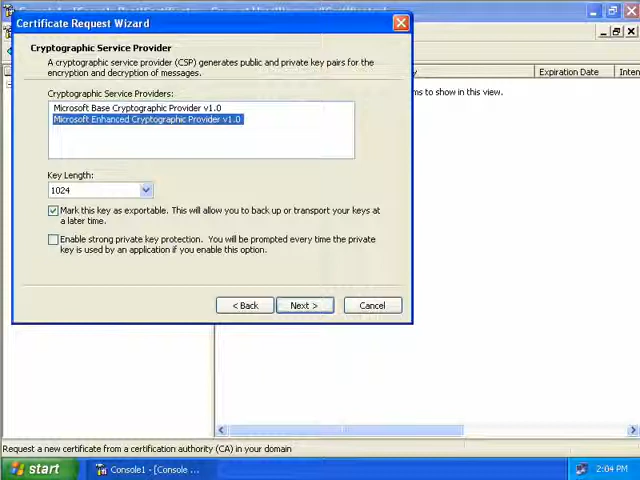 Certificate Request Wizard
Cryptographic Service Provider
A cryptographic service provider (CSP) generates public and private key pairs for the
encryption and decryption of messages.
Cryptographic Service Providers:
Microsoft Base Cryptographic Provider v1.0
Microsoft Enhanced Cryptographic Provider v1.0
Key Length:
1024
Mark this key as exportable. This will allow you to back up or transport your keys at
a later time.
Enable strong private key protection. You will be prompted every time the private
key is used by an application if you enable this option.
< Back
Next >
Cancel
Expiration Date
Inten
ms to show in this view.
Request a new certificate from a certification authority (CA) in your domain
start
Console1 - [Console ...
2:04 PM